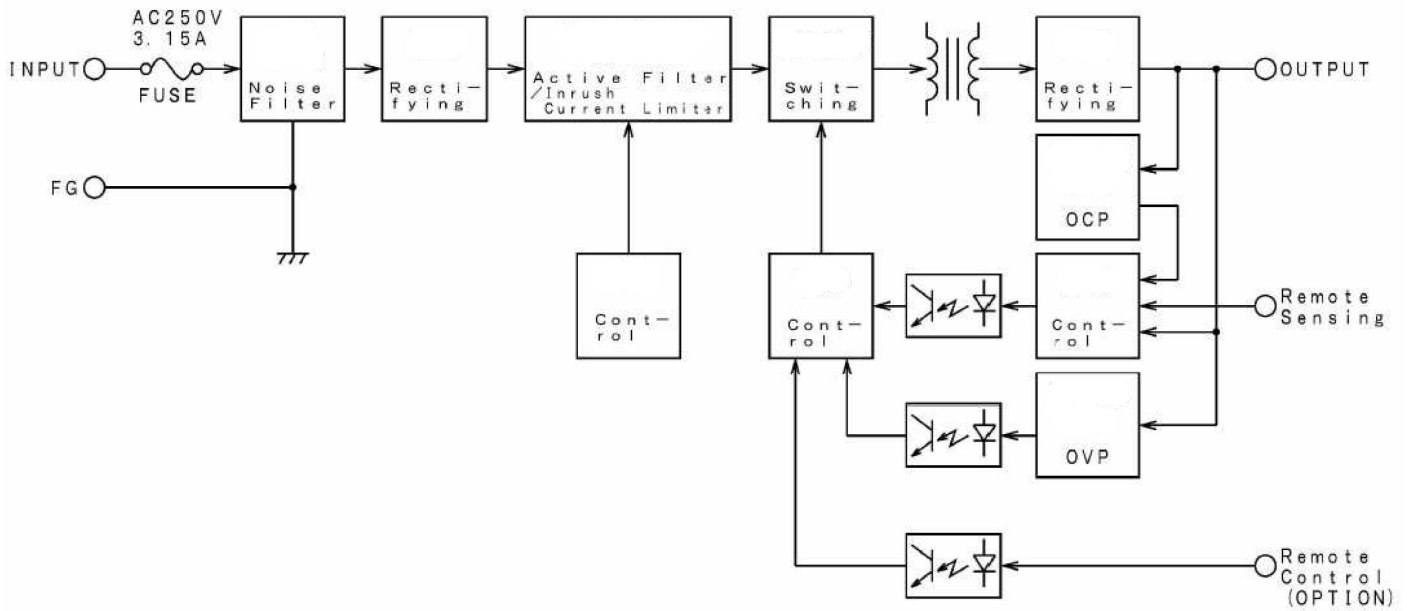 AC250V
3. 15A
INPUT
FUSE
Noise
Filter
Recti-
fying
Active Filter
/Inrush
Current Limiter
Swit-
ching
Recti-
fying
OUTPUT
FG
OCP
Cont-
rol
Cont-
rol
Cont-
rol
Remote
Sensing
OVP
Remote
Control
(OPTION)